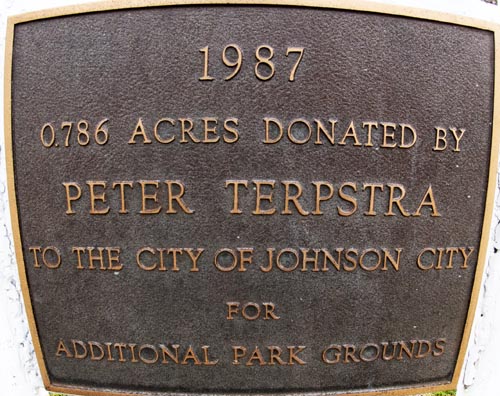 1987
0.786 ACRES DONATED BY
PETER TERPSTRA
TO THE CITY OF JOHNSON CITY
FOR
ADDITIONAL PARK GROUNDS